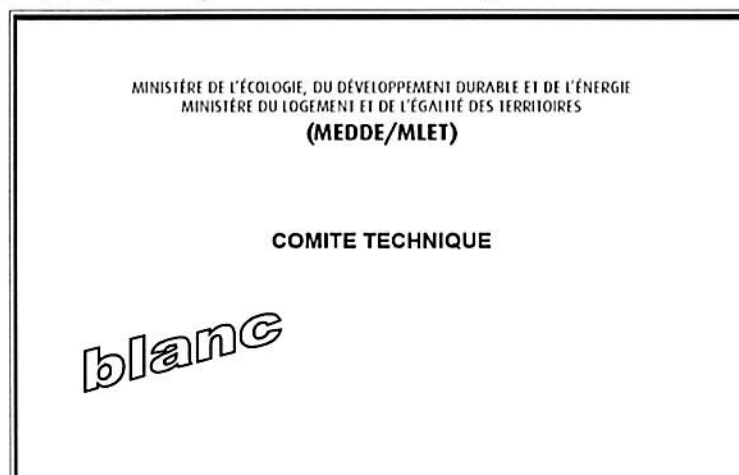 MINISTÈRE DE L'ÉCOLOGIE, DU DÉVELOPPEMENT DURABLE ET DE L'ÉNERGIE
MINISTÈRE DU LOGEMENT ET DE L'ÉGALITÉ DES TERRITOIRES
(MEDDE/MLET)
COMITE TECHNIQUE
blanc